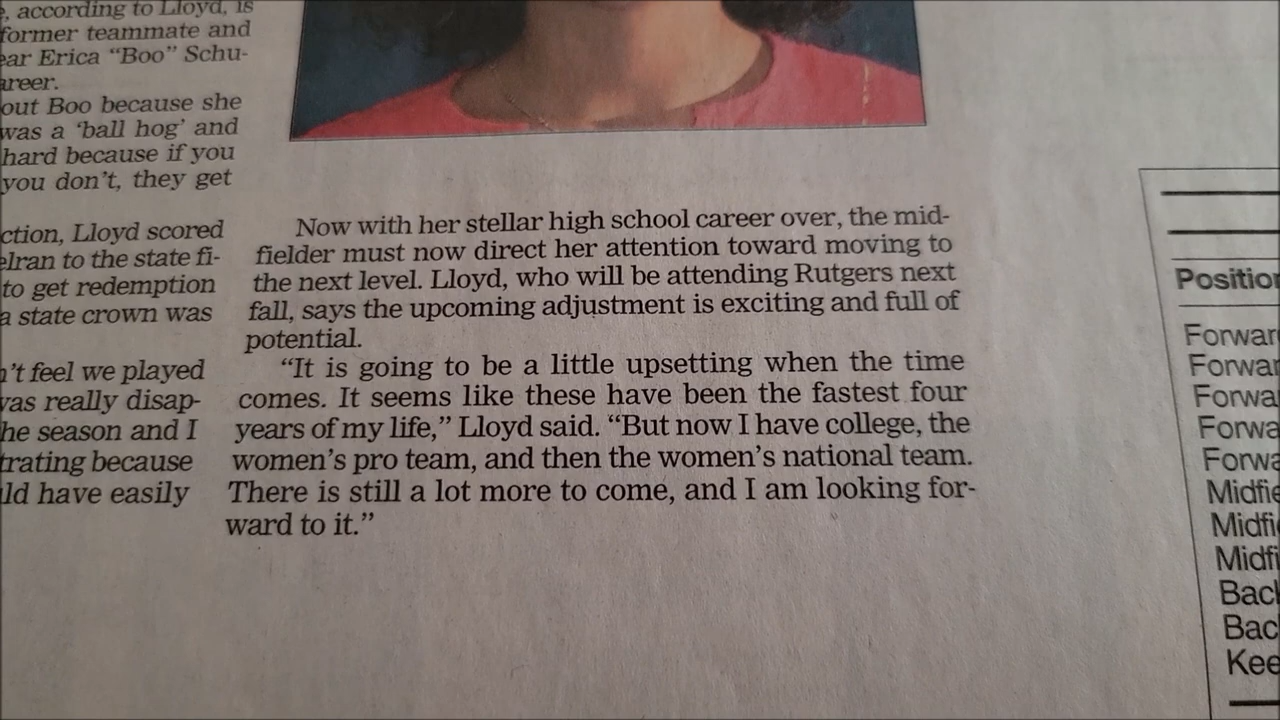 according to Lloyd, is
former teammate and
Erica “Boo” Schu-
out Boo because she
was a ‘ball hog’ and
hard because if you
you don’t, they get
Lloyd scored
to the state fi-
to get redemption
a state crown was
feel we played
really disap-
season and I
because
have easily
Now with her stellar high school career over, the mid-
fielder must now direct her attention toward moving to
the next level. Lloyd, who will be attending Rutgers next
fall, says the upcoming adjustment is exciting and full of
potential.
“It is going to be a little upsetting when the time
comes. It seems like these have been the fastest four
years of my life,” Lloyd said. “But now I have college, the
women’s pro team, and then the women’s national team.
There is still a lot more to come, and I am looking for-
ward to it.”